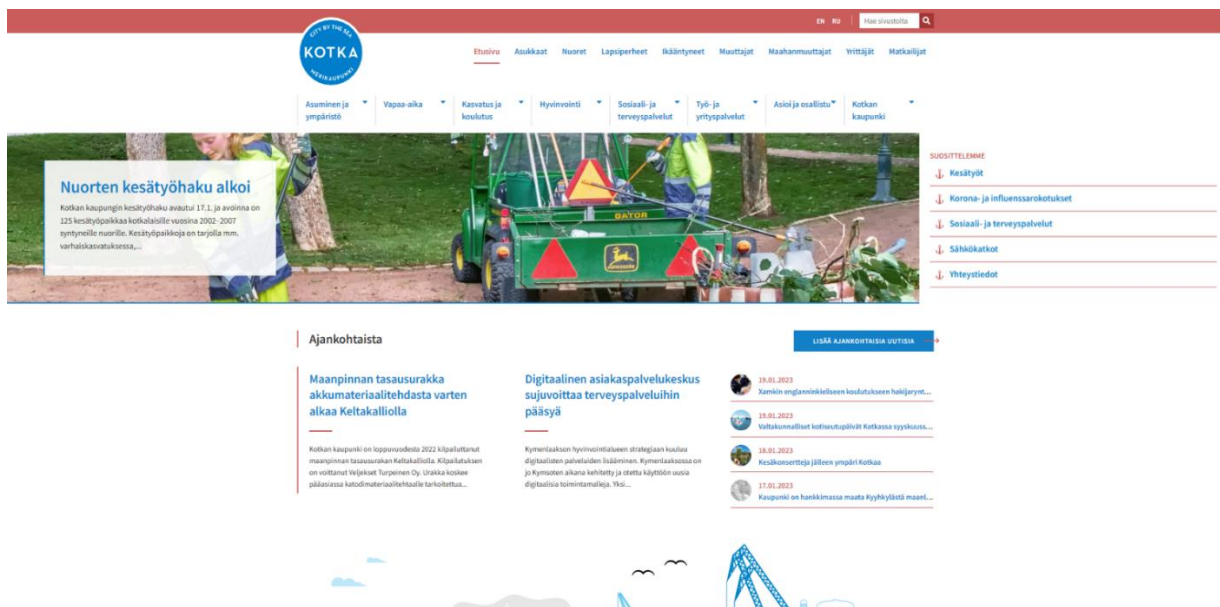 EN RU Hae sivustolta
CITY BY THE SEA
KOTKA
MERIKAUPUNKI
Etusivu Asukkaat Nuoret Lapsiperheet Ikääntyneet Muuttajat Maahanmuuttajat Yrittäjät Matkailijat
Asuminen ja ympäristö
Vapaa-aika
Kasvatus ja koulutus
Hyvinvointi
Sosiaali- ja terveyspalvelut
Työ- ja yrityspalvelut
Asioi ja osallistu
Kotkan kaupunki
Nuorten kesätyöhaku alkoi
Kotkan kaupungin kesätyöhaku avautui 17.1. ja avoinna on
125 kesätyöpaikkaa kotkalaisille vuosina 2002-2007
syntyneille nuorille. Kesätyöpaikkoja on tarjolla mm.
varhaiskasvatuksessa,...
GATOR
SUOSITTELEMME
Kesätyöt
Korona- ja influenssarokotukset
Sosiaali- ja terveyspalvelut
Sähkökatkot
Yhteystiedot
Ajankohtaista
LISÄÄ AJANKOHTAISIA UUTISIA
Maanpinnan tasausurakka
akkumateriaalitehdasta varten
alkaa Keltakalliolla
Kotkan kaupunki on loppuvuodesta 2022 kilpailuttanut
maanpinnan tasausurakan Keltakalliolla. Kilpailutuksen
on voittanut Veljekset Turpeinen Oy. Urakka koskee
pääasiassa katodimateriaalitehtaalle tarkoitettua...
Digitaalinen asiakaspalvelukeskus
sujuvoittaa terveyspalveluihin
pääsyä
Kymenlaakson hyvinvointialueen strategiaan kuuluu
digitaalisten palveluiden lisääminen. Kymenlaaksossa on
jo Kymsoten aikana kehitetty ja otettu käyttöön uusia
digitaalisia toimintamalleja. Yksi...
19.01.2023
Xamkin englanninkieliseen koulutukseen hakijarynt...
19.01.2023
Valtakunnalliset kotiseutupäivät Kotkassa syyskuuss...
18.01.2023
Kesäkonsertteja jälleen ympäri Kotkaa
17.01.2023
Kaupunki on hankkimassa maata Kyyhkylästä maanl...